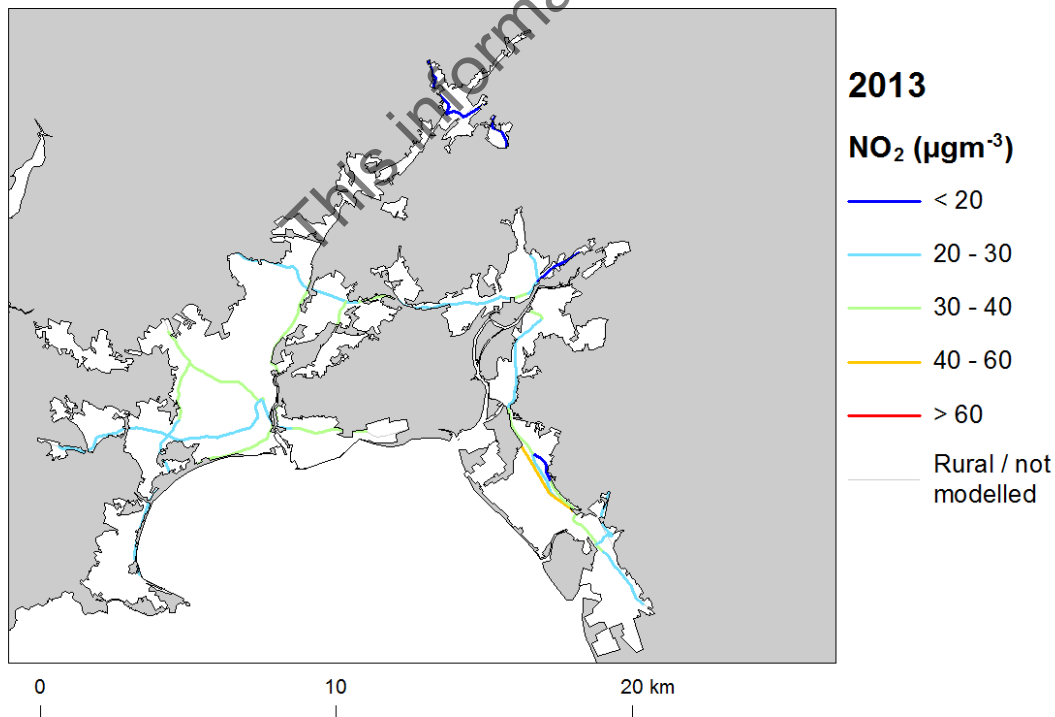 This informa
2013
NO₂ (µgm⁻³)
< 20
20 - 30
30 - 40
40 - 60
> 60
Rural / not
modelled
0 10 20 km